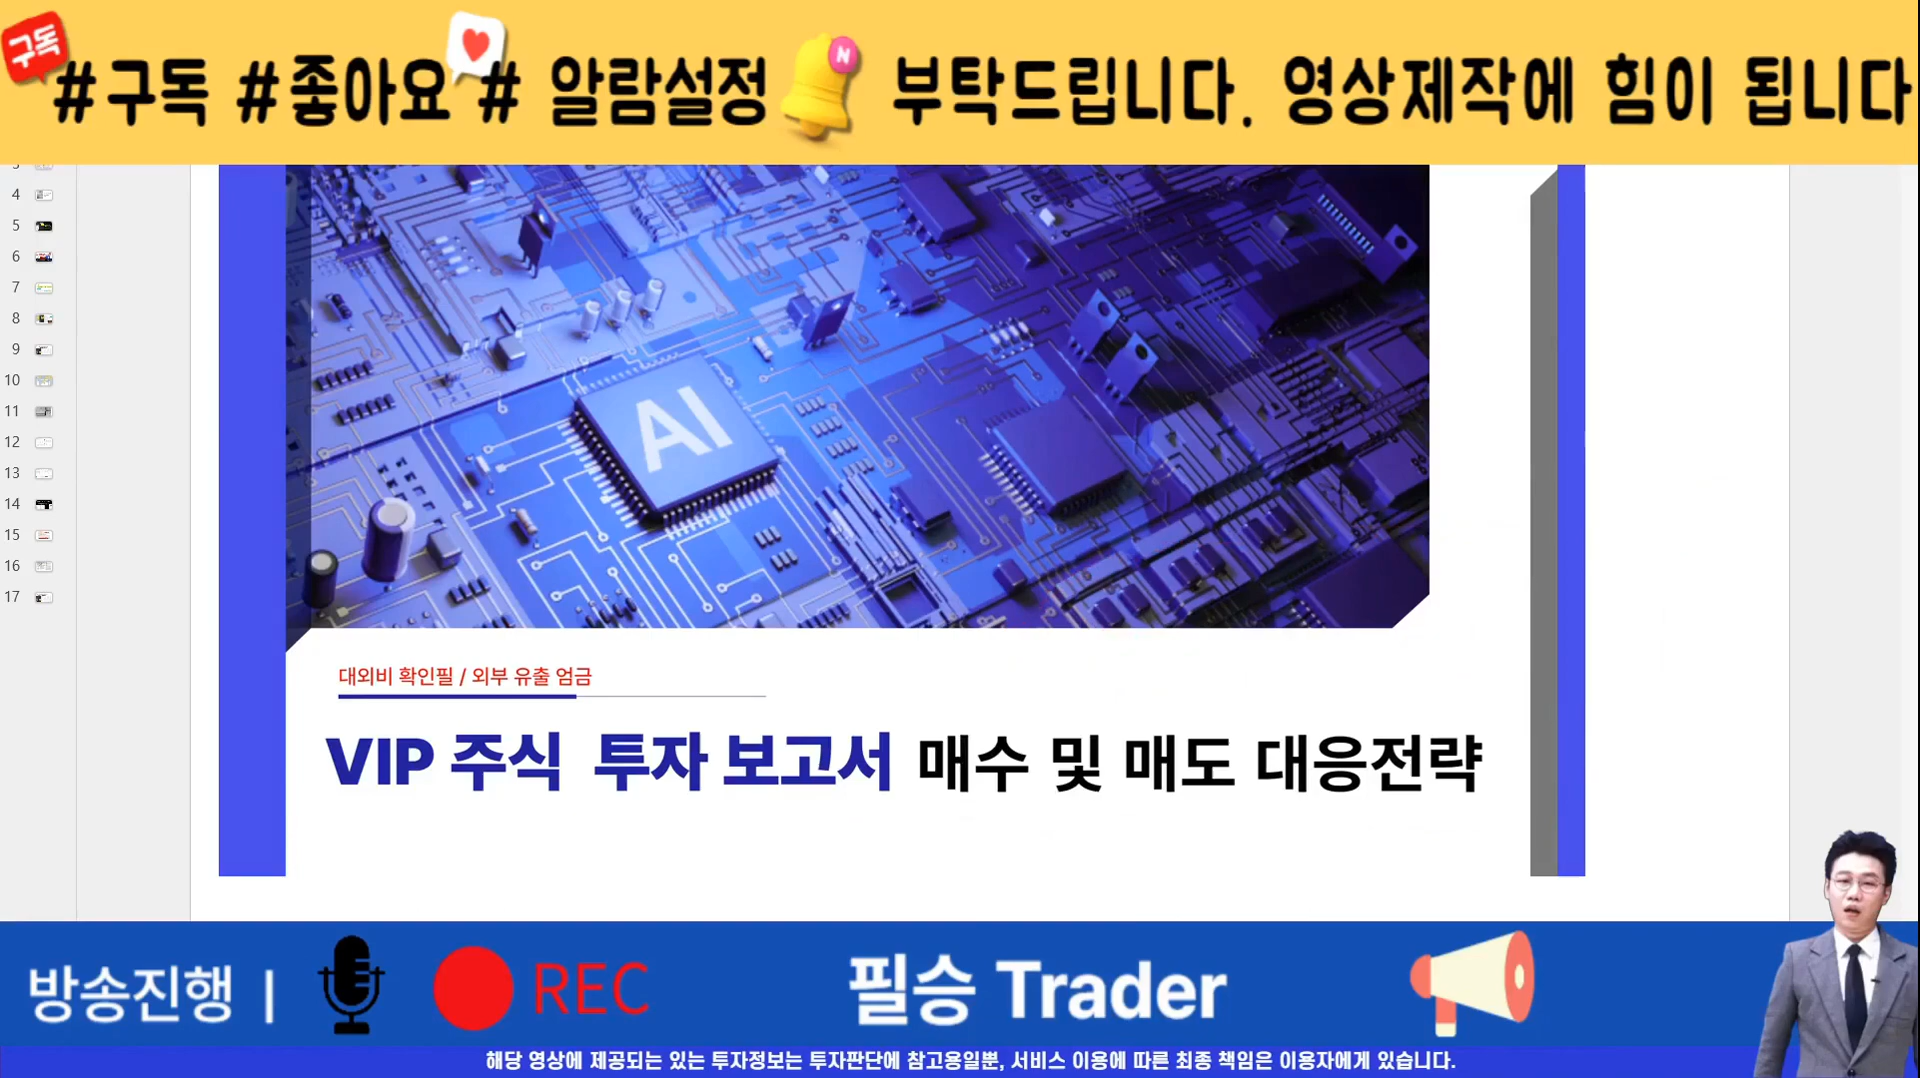 구독
#구독 #좋아요 # 알람설정 N 부탁드립니다. 영상제작에 힘이 됩니다
3
4
5
6
7
8
9
10
11
12
13
14
15
16
17
AI
대외비 확인필 / 외부 유출 엄금
VIP 주식 투자 보고서 매수 및 매도 대응전략
방송진행 | REC 필승 Trader
해당 영상에 제공되는 있는 투자정보는 투자판단에 참고용일뿐, 서비스 이용에 따른 최종 책임은 이용자에게 있습니다.